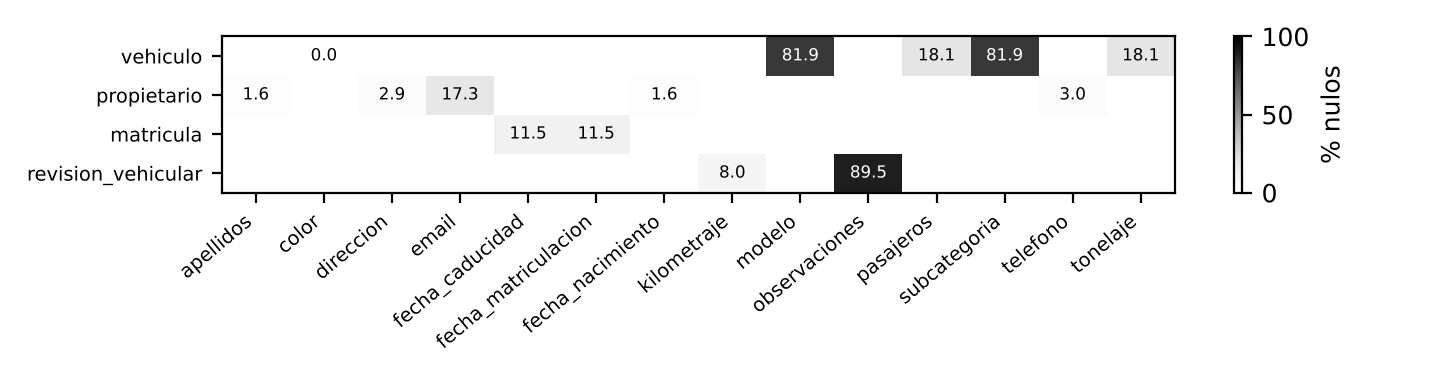 vehiculo 0.0 81.9 18.1 81.9 18.1
propietario 1.6 2.9 17.3 1.6 3.0
matricula 11.5 11.5
revision_vehicular 8.0 89.5
apellidos color direccion email fecha_caducidad fecha_matriculacion fecha_nacimiento kilometraje modelo observaciones pasajeros subcategoria telefono tonelaje
100
50
0
% nulos